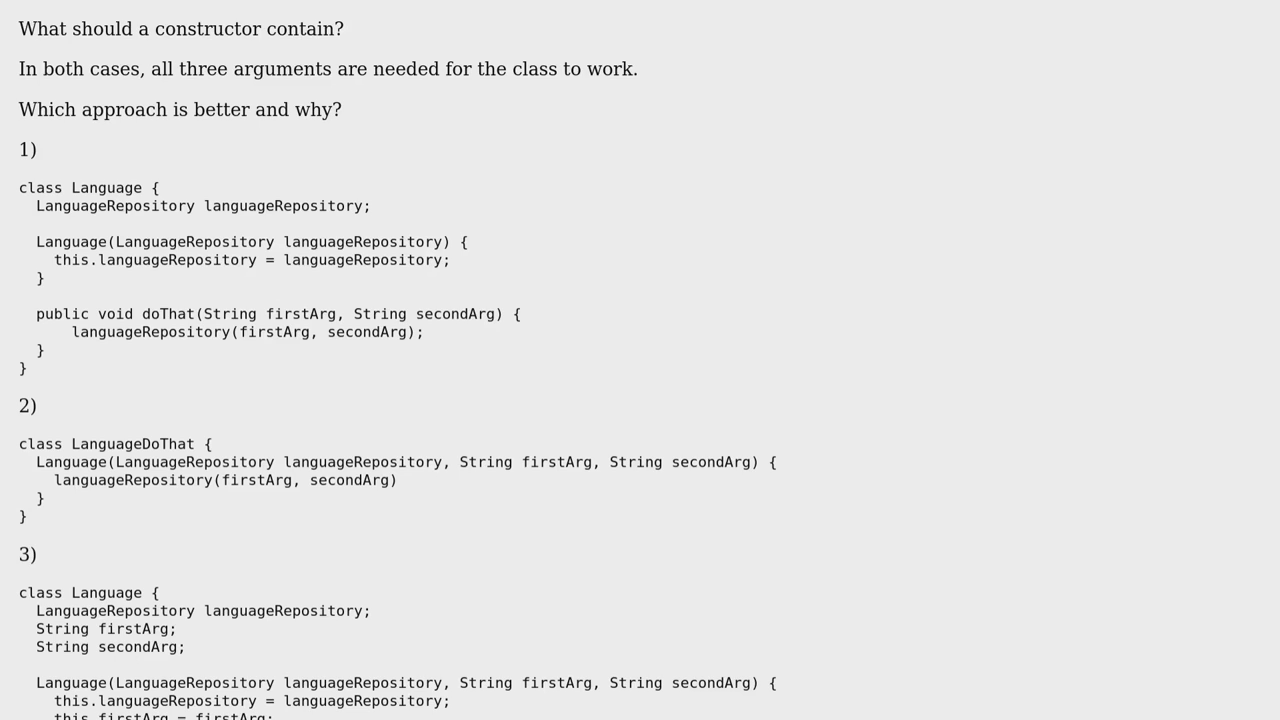 What should a constructor contain?
In both cases, all three arguments are needed for the class to work.
Which approach is better and why?
1)
class Language {
  LanguageRepository languageRepository;

  Language(LanguageRepository languageRepository) {
    this.languageRepository = languageRepository;
  }

  public void doThat(String firstArg, String secondArg) {
      languageRepository(firstArg, secondArg);
  }
}
2)
class LanguageDoThat {
  Language(LanguageRepository languageRepository, String firstArg, String secondArg) {
    languageRepository(firstArg, secondArg)
  }
}
3)
class Language {
  LanguageRepository languageRepository;
  String firstArg;
  String secondArg;

  Language(LanguageRepository languageRepository, String firstArg, String secondArg) {
    this.languageRepository = languageRepository;
    this.firstArg = firstArg;